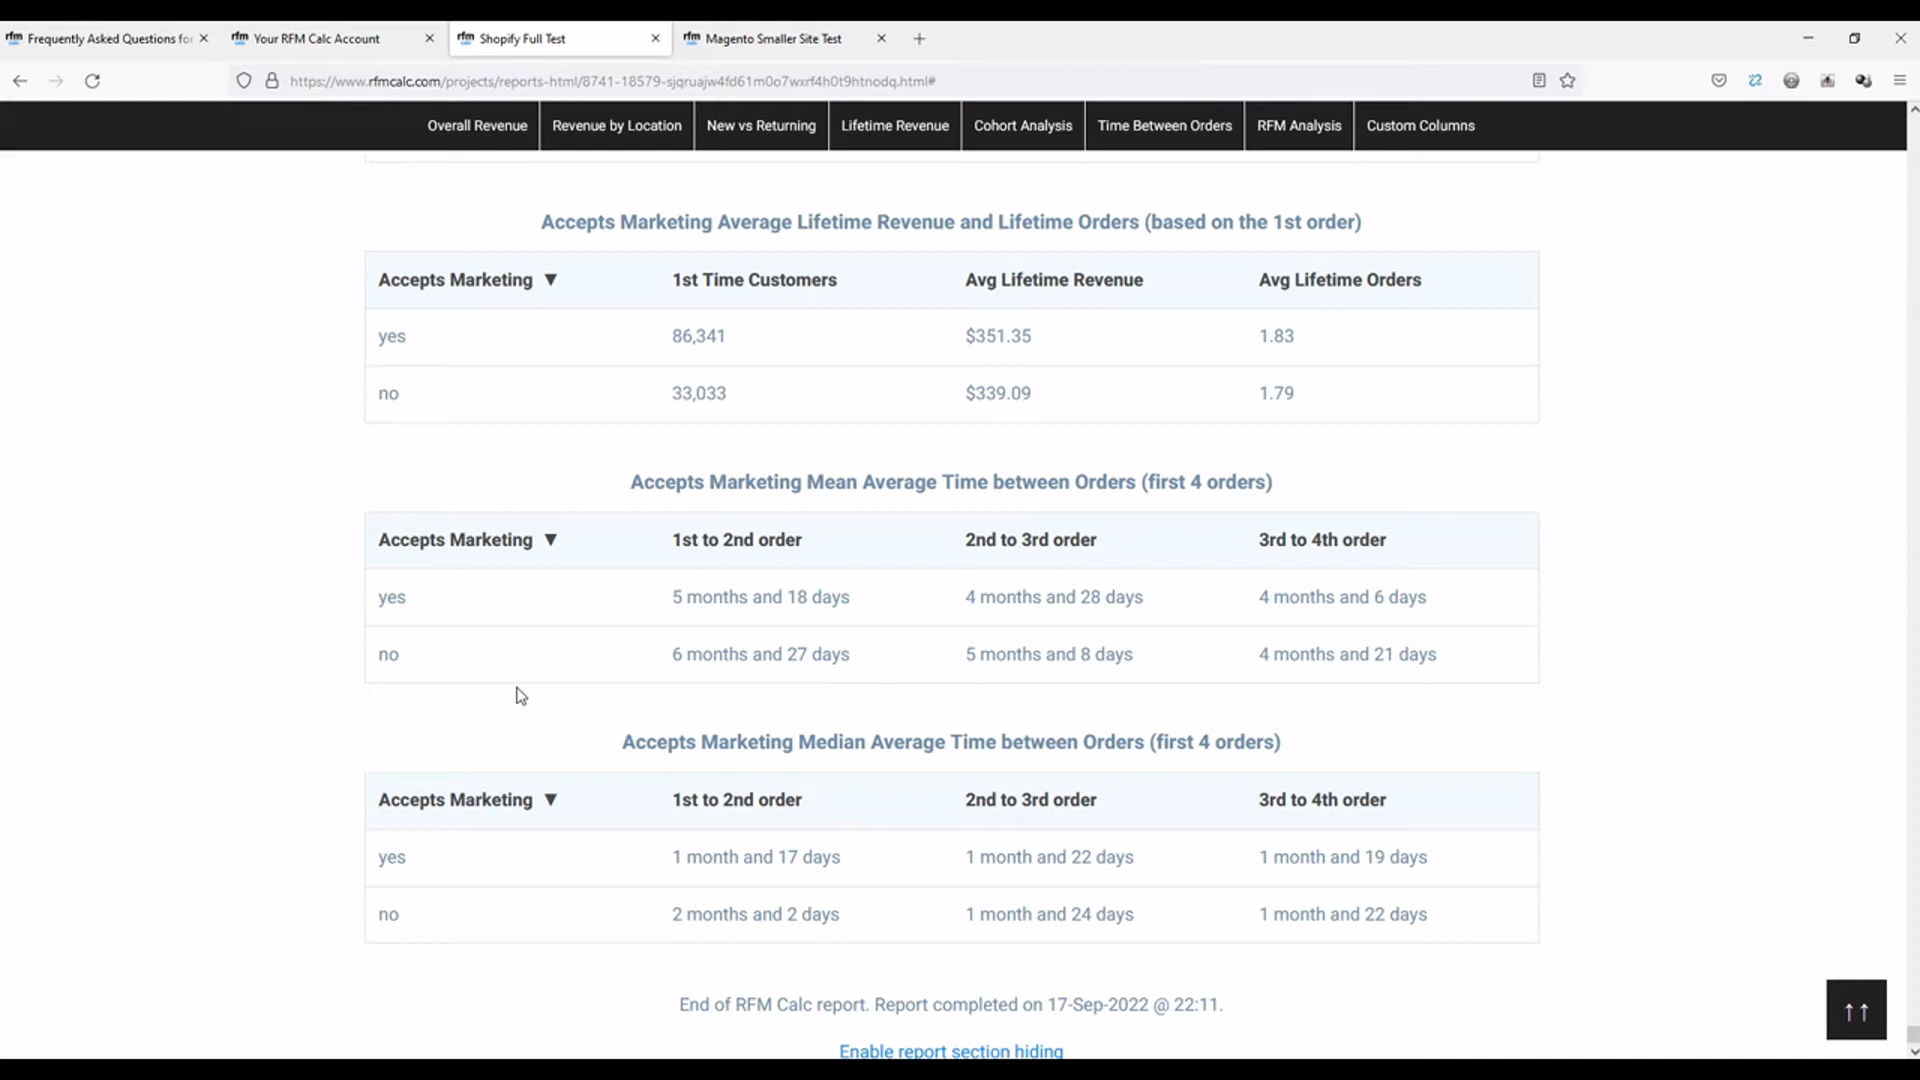 rfm Frequently Asked Questions for
rfm Your RFM Calc Account
rfm Shopify Full Test
rfm Magento Smaller Site Test
https://www.rfmcalc.com/projects/reports-html/8741-18579-sjqruajw4fd61m0o7wxrf4h0t9htnodq.html#
Overall Revenue
Revenue by Location
New vs Returning
Lifetime Revenue
Cohort Analysis
Time Between Orders
RFM Analysis
Custom Columns
Accepts Marketing Average Lifetime Revenue and Lifetime Orders (based on the 1st order)
Accepts Marketing ▼ 1st Time Customers Avg Lifetime Revenue Avg Lifetime Orders
yes 86,341 $351.35 1.83
no 33,033 $339.09 1.79
Accepts Marketing Mean Average Time between Orders (first 4 orders)
Accepts Marketing ▼ 1st to 2nd order 2nd to 3rd order 3rd to 4th order
yes 5 months and 18 days 4 months and 28 days 4 months and 6 days
no 6 months and 27 days 5 months and 8 days 4 months and 21 days
Accepts Marketing Median Average Time between Orders (first 4 orders)
Accepts Marketing ▼ 1st to 2nd order 2nd to 3rd order 3rd to 4th order
yes 1 month and 17 days 1 month and 22 days 1 month and 19 days
no 2 months and 2 days 1 month and 24 days 1 month and 22 days
End of RFM Calc report. Report completed on 17-Sep-2022 @ 22:11.
Enable report section hiding